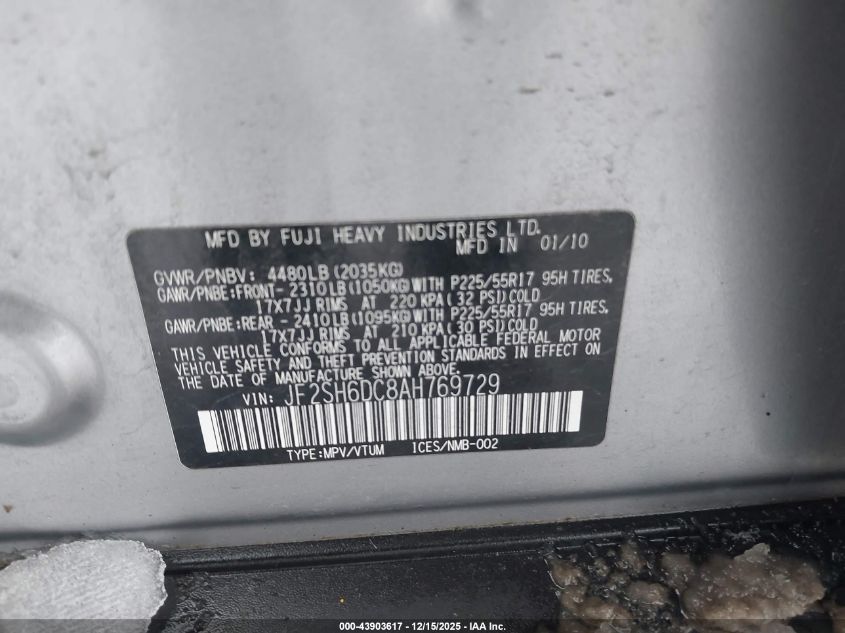 MFD BY FUJI HEAVY INDUSTRIES LTD.
MFD IN 01/10
GVWR/PNBV: 4480LB(2035KG)
GAWR/PNBE:FRONT- 2310LB(1050KG)WITH P225/55R17 95H TIRES,
17X7JJ RIMS AT 220 KPA(32 PSI)COLD
GAWR/PNBE:REAR - 2410LB(1095KG)WITH P225/55R17 95H TIRES,
17X7JJ RIMS AT 210 KPA(30 PSI)COLD
THIS VEHICLE CONFORMS TO ALL APPLICABLE FEDERAL MOTOR
VEHICLE SAFETY AND THEFT PREVENTION STANDARDS IN EFFECT ON
THE DATE OF MANUFACTURE SHOWN ABOVE.
VIN: JF2SH6DC8AH769729
TYPE:MPV/VTUM ICES/NMB-002
000-43903617 - 12/15/2025 - IAA Inc.